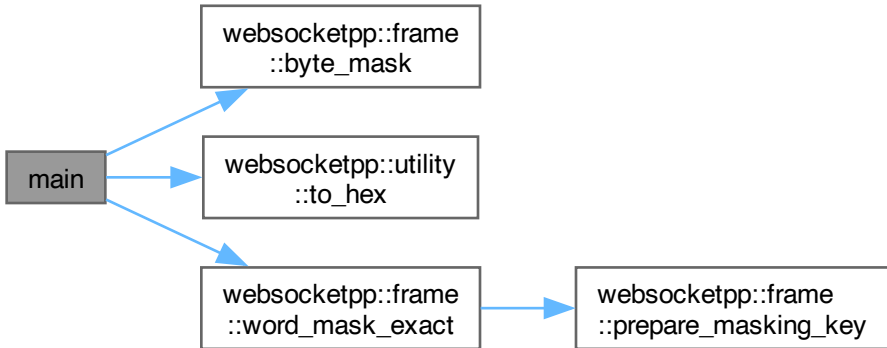 websocketpp::frame
::byte_mask
main
websocketpp::utility
::to_hex
websocketpp::frame
::word_mask_exact
websocketpp::frame
::prepare_masking_key